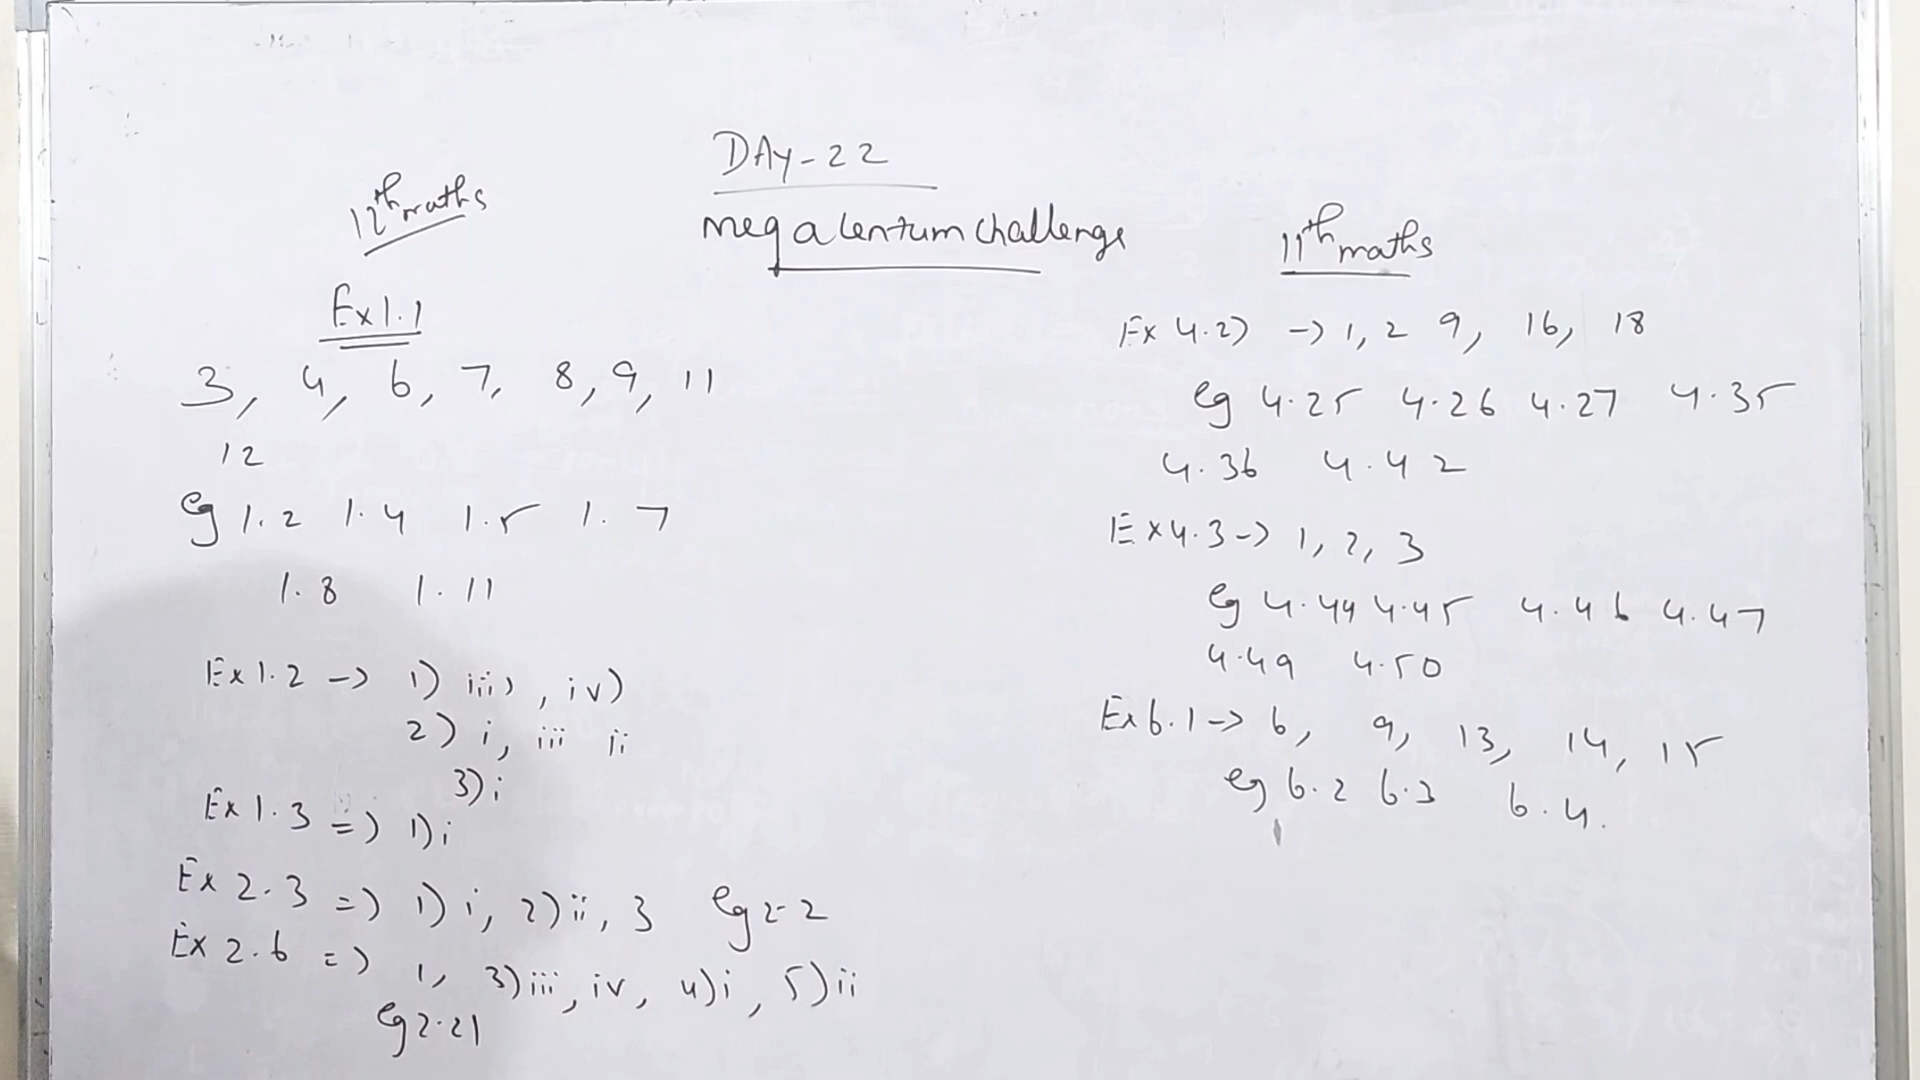 DAY-22
mega lentum challenge
12th maths
Ex 1.1
3, 4, 6, 7, 8, 9, 11
12
eg 1.2 1.4 1.5 1.7
1.8 1.11
Ex 1.2 -> 1) iii), iv)
2) i, iii ii
3) i
Ex 1.3 => 1) i
Ex 2.3 => 1) i, 2) ii, 3 eg 2.2
Ex 2.6 => 1, 3) iii, iv, 4) i, 5) ii
eg 2.21
11th maths
Ex 4.2) -> 1, 2 9, 16, 18
eg 4.25 4.26 4.27 4.35
4.36 4.42
Ex 4.3 -> 1, 2, 3
eg 4.44 4.45 4.46 4.47
4.49 4.50
Ex 6.1 -> 6, 9, 13, 14, 15
eg 6.2 6.3 6.4.